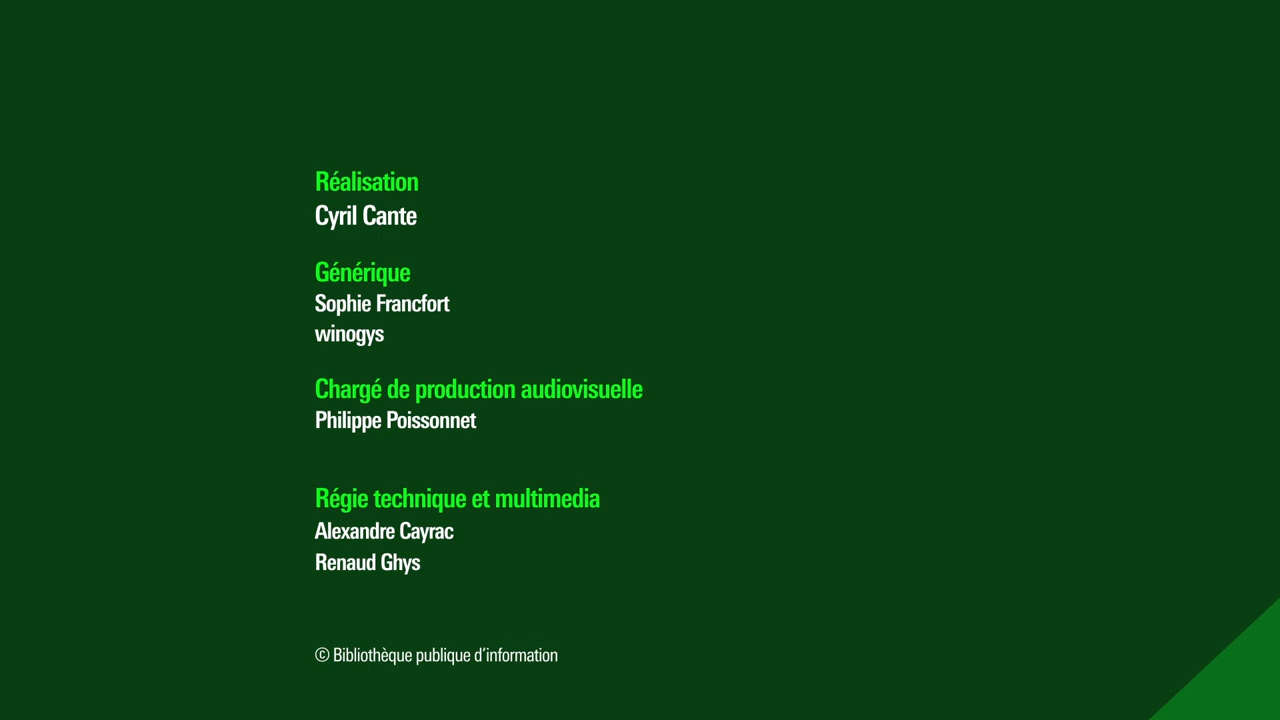 Réalisation
Cyril Cante
Générique
Sophie Francfort
winogys
Chargé de production audiovisuelle
Philippe Poissonnet
Régie technique et multimedia
Alexandre Cayrac
Renaud Ghys
© Bibliothèque publique d’information